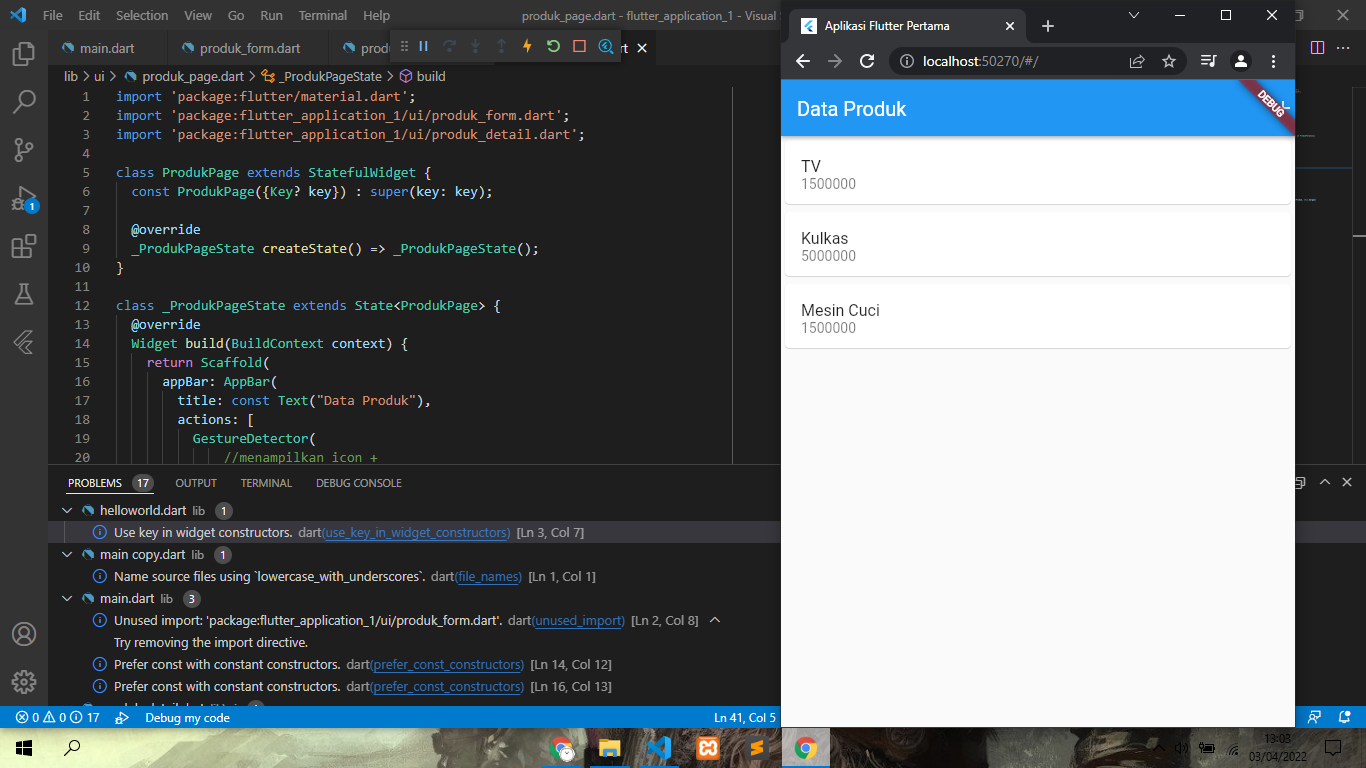 File Edit Selection View Go Run Terminal Help
produk_page.dart - flutter_application_1 - Visual S
main.dart
produk_form.dart
produ
rt
lib > ui > produk_page.dart > _ProdukPageState > build
1 import 'package:flutter/material.dart';
2 import 'package:flutter_application_1/ui/produk_form.dart';
3 import 'package:flutter_application_1/ui/produk_detail.dart';
4
5 class ProdukPage extends StatefulWidget {
6 const ProdukPage({Key? key}) : super(key: key);
7
8 @override
9 _ProdukPageState createState() => _ProdukPageState();
10 }
11
12 class _ProdukPageState extends State<ProdukPage> {
13 @override
14 Widget build(BuildContext context) {
15 return Scaffold(
16 appBar: AppBar(
17 title: const Text("Data Produk"),
18 actions: [
19 GestureDetector(
20 //menampilkan icon +
1
PROBLEMS 17 OUTPUT TERMINAL DEBUG CONSOLE
helloworld.dart lib 1
Use key in widget constructors. dart(use_key_in_widget_constructors) [Ln 3, Col 7]
main copy.dart lib 1
Name source files using `lowercase_with_underscores`. dart(file_names) [Ln 1, Col 1]
main.dart lib 3
Unused import: 'package:flutter_application_1/ui/produk_form.dart'. dart(unused_import) [Ln 2, Col 8]
Try removing the import directive.
Prefer const with constant constructors. dart(prefer_const_constructors) [Ln 14, Col 12]
Prefer const with constant constructors. dart(prefer_const_constructors) [Ln 16, Col 13]
0 0 17 Debug my code
Ln 41, Col 5
Aplikasi Flutter Pertama
localhost:50270/#/
Data Produk
DEBUG
TV
1500000
Kulkas
5000000
Mesin Cuci
1500000
13:03
03/04/2022